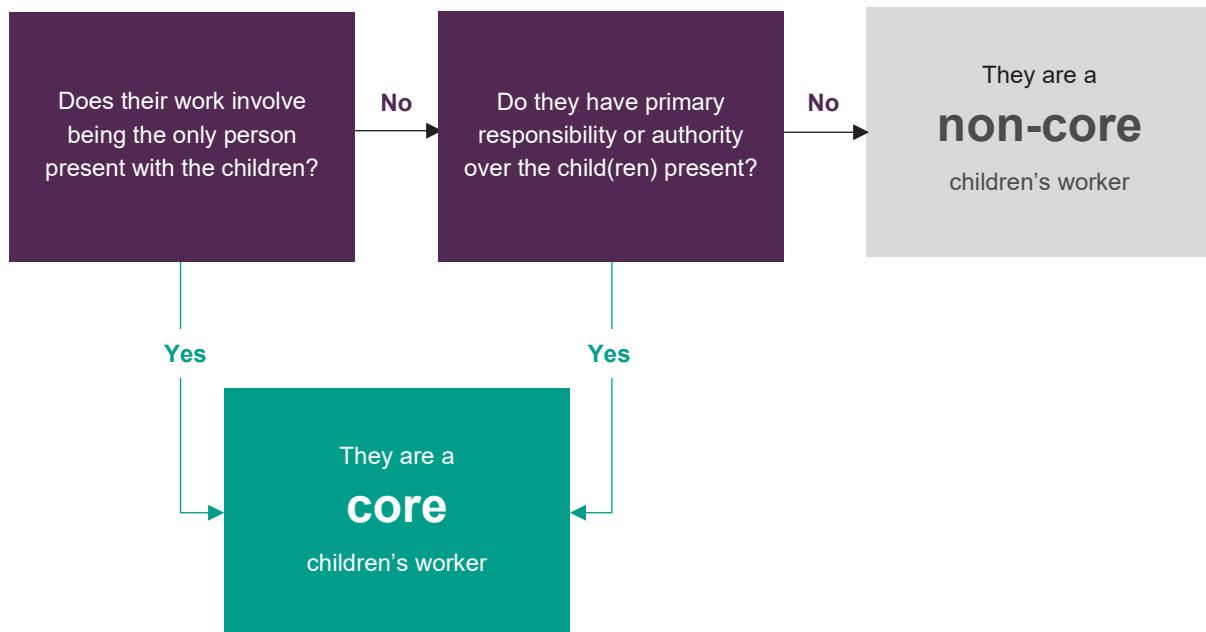 Does their work involve
being the only person
present with the children?
No
Do they have primary
responsibility or authority
over the child(ren) present?
No
They are a
non-core
children’s worker
Yes
Yes
They are a
core
children’s worker